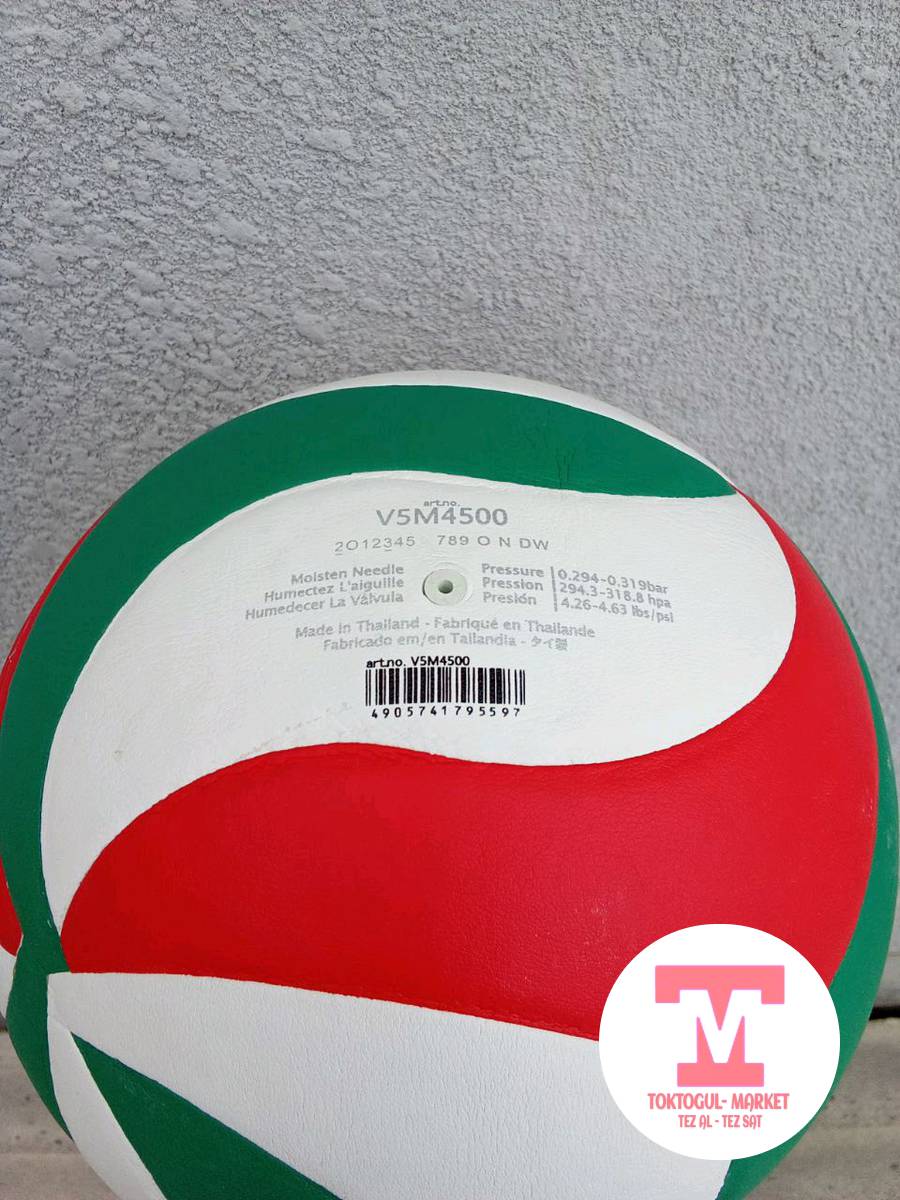 art.no.
V5M4500
2O12345 789 O N DW
Moisten Needle
Humectez L'aiguille
Humedecer La Válvula
Pressure
Pression
Presión
0.294-0.319bar
294.3-318.8 hpa
4.26-4.63 lbs/psi
Made in Thailand - Fabriqué en Thaïlande
Fabricado em/en Tailandia - タイ製
art.no. V5M4500
4905741795597
TM
TOKTOGUL- MARKET
TEZ AL - TEZ SAT